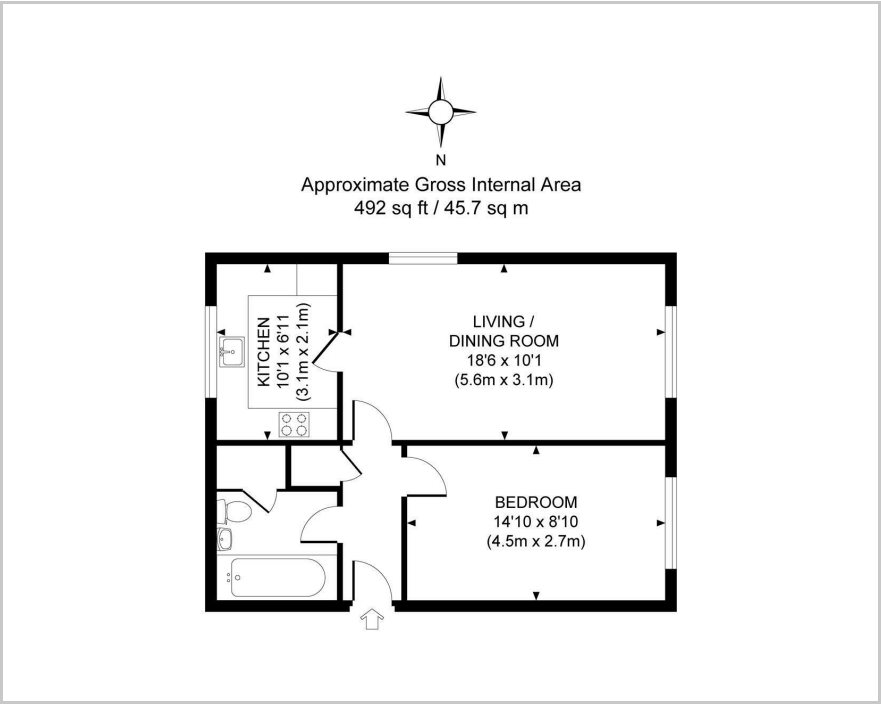 N
Approximate Gross Internal Area
492 sq ft / 45.7 sq m
KITCHEN
10'1 x 6'11
(3.1m x 2.1m)
LIVING /
DINING ROOM
18'6 x 10'1
(5.6m x 3.1m)
BEDROOM
14'10 x 8'10
(4.5m x 2.7m)